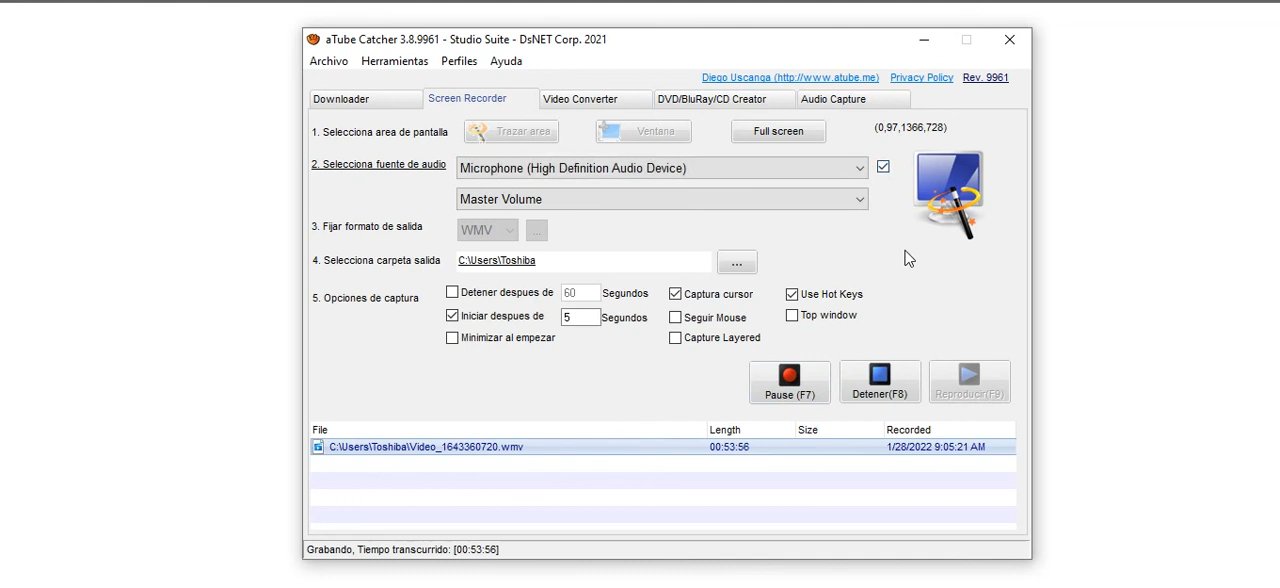 aTube Catcher 3.8.9961 - Studio Suite - DsNET Corp. 2021
Archivo Herramientas Perfiles Ayuda
Diego Uscanga (http://www.atube.me) Privacy Policy Rev. 9961
Downloader Screen Recorder Video Converter DVD/BluRay/CD Creator Audio Capture
1. Selecciona area de pantalla Trazar area Ventana Full screen (0,97,1366,728)
2. Selecciona fuente de audio Microphone (High Definition Audio Device)
Master Volume
3. Fijar formato de salida WMV ...
4. Selecciona carpeta salida C:\Users\Toshiba ...
5. Opciones de captura Detener despues de 60 Segundos Captura cursor Use Hot Keys
Iniciar despues de 5 Segundos Seguir Mouse Top window
Minimizar al empezar Capture Layered
Pause (F7) Detener(F8) Reproducir(F9)
File Length Size Recorded
C:\Users\Toshiba\Video_1643360720.wmv 00:53:56 1/28/2022 9:05:21 AM
Grabando, Tiempo transcurrido: [00:53:56]